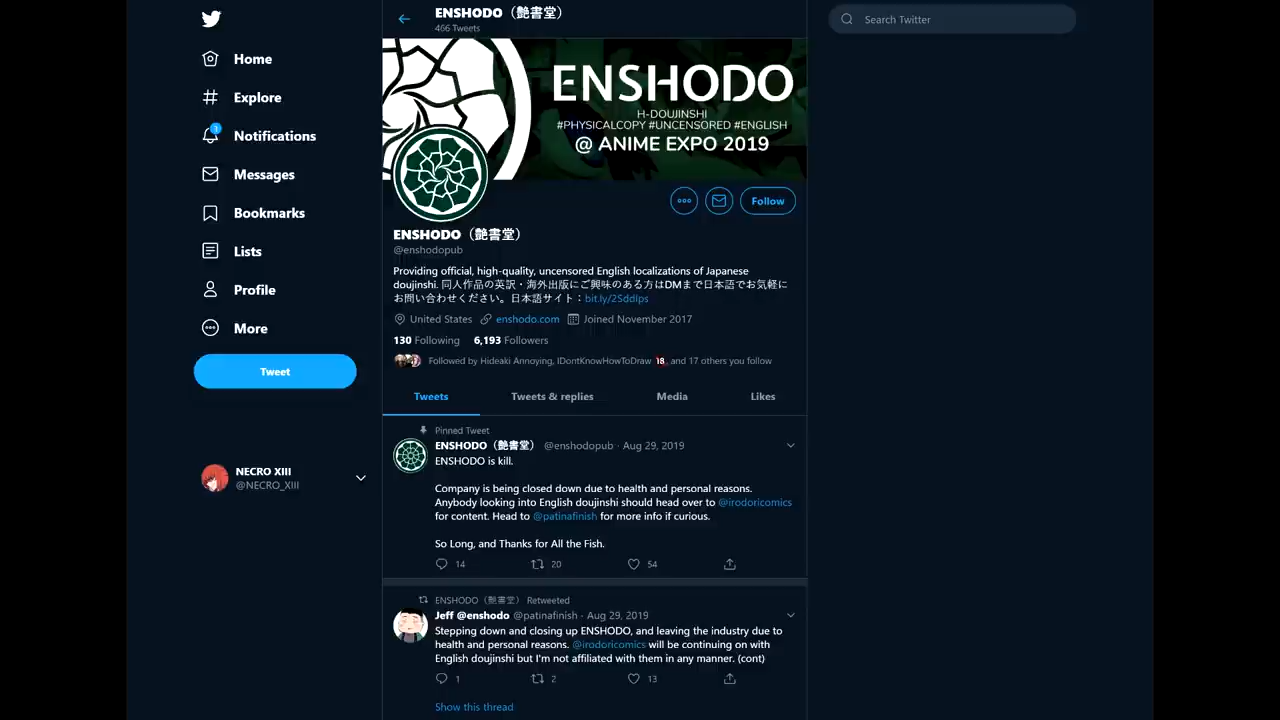 ENSHODO（艶書堂）
466 Tweets
Search Twitter
Home
Explore
3
Notifications
Messages
Bookmarks
Lists
Profile
More
Tweet
NECRO XIII
@NECRO_XIII
ENSHODO
H-DOUJINSHI
#PHYSICALCOPY #UNCENSORED #ENGLISH
@ ANIME EXPO 2019
Follow
ENSHODO（艶書堂）
@enshodopub
Providing official, high-quality, uncensored English localizations of Japanese
doujinshi. 同人作品の英訳・海外出版にご興味のある方はDMまで日本語でお気軽に
お問い合わせください。日本語サイト：bit.ly/2SddIps
United States enshodo.com Joined November 2017
130 Following 6,193 Followers
Followed by Hideaki Annoying, IDontKnowHowToDraw 18, and 17 others you follow
Tweets Tweets & replies Media Likes
Pinned Tweet
ENSHODO（艶書堂） @enshodopub · Aug 29, 2019
ENSHODO is kill.
Company is being closed down due to health and personal reasons.
Anybody looking into English doujinshi should head over to @irodoricomics
for content. Head to @patinafinish for more info if curious.
So Long, and Thanks for All the Fish.
14 20 54
ENSHODO（艶書堂） Retweeted
Jeff @enshodo @patinafinish · Aug 29, 2019
Stepping down and closing up ENSHODO, and leaving the industry due to
health and personal reasons. @irodoricomics will be continuing on with
English doujinshi but I'm not affiliated with them in any manner. (cont)
1 2 13
Show this thread